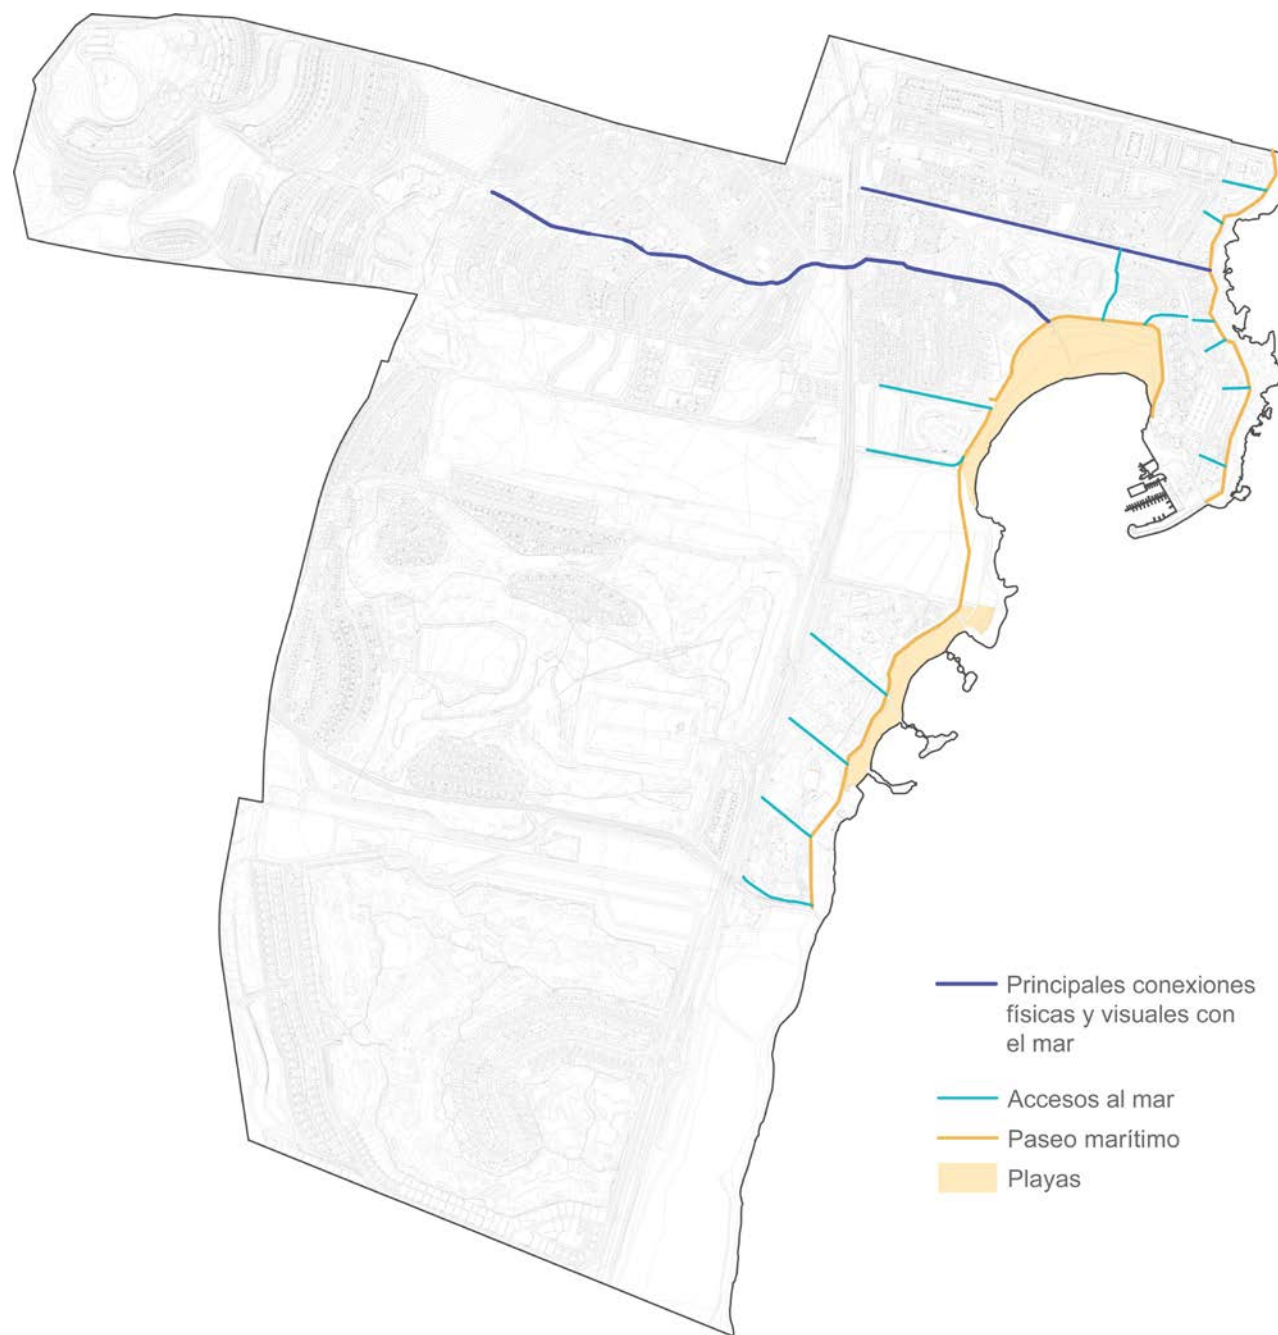 Principales conexiones
físicas y visuales con
el mar
Accesos al mar
Paseo marítimo
Playas